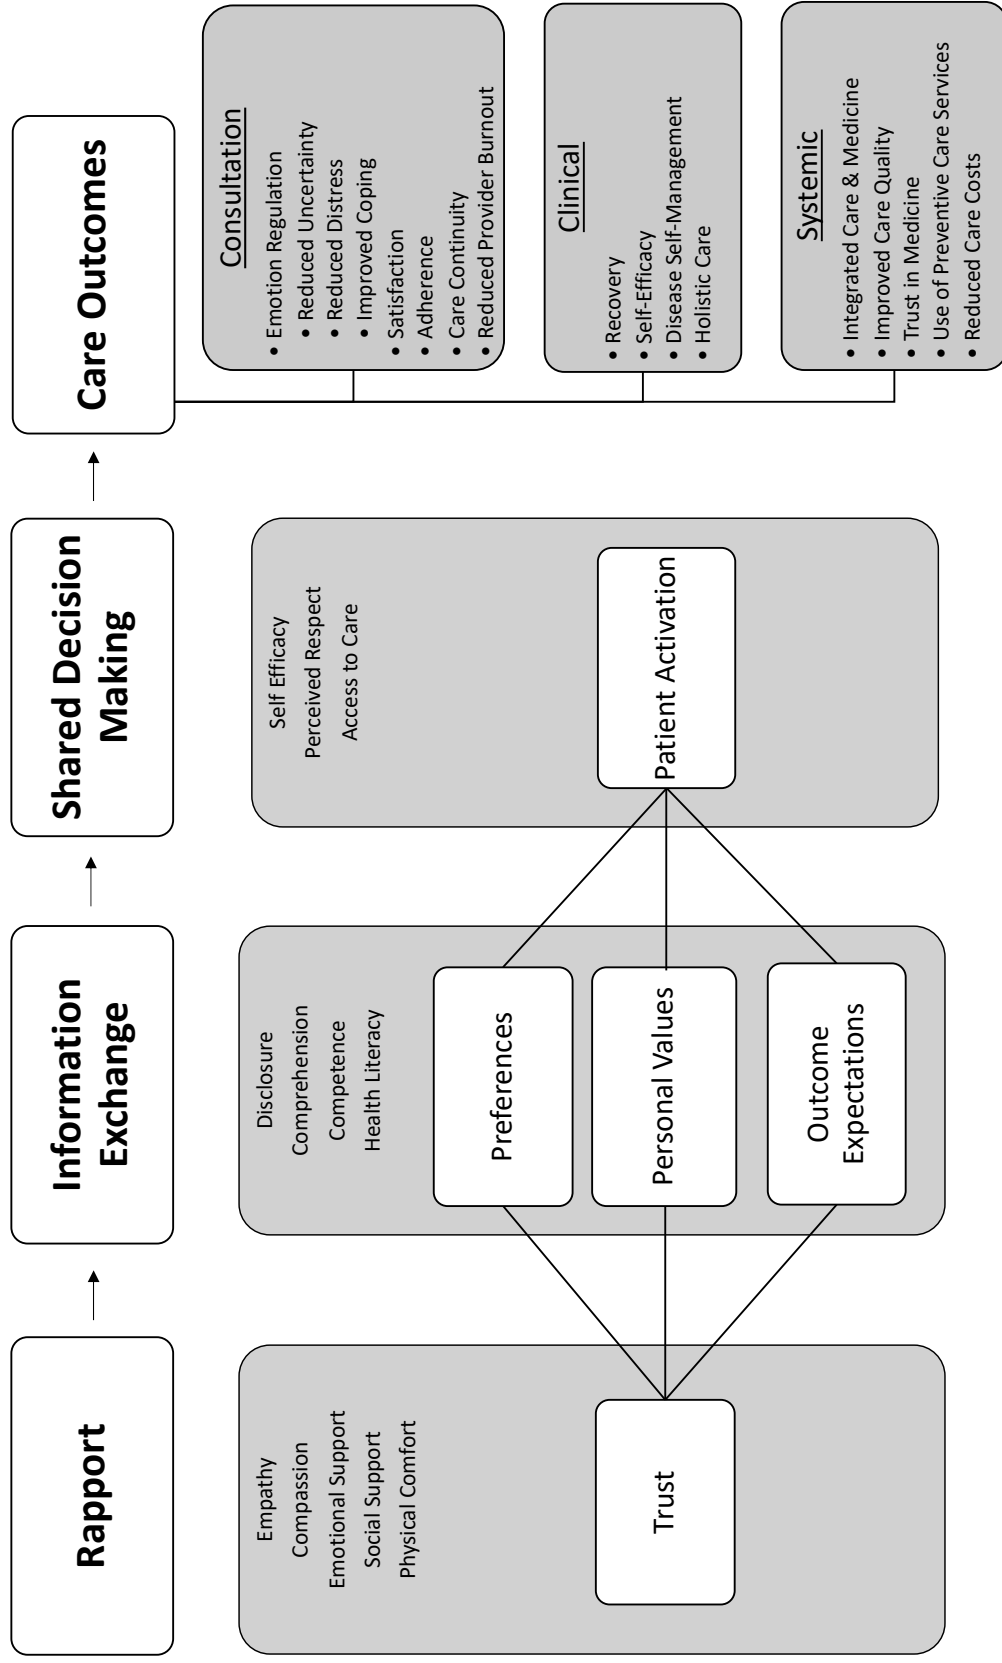 Rapport
Information
Exchange
Shared Decision
Making
Care Outcomes
Empathy
Compassion
Emotional Support
Social Support
Physical Comfort
Trust
Disclosure
Comprehension
Competence
Health Literacy
Preferences
Personal Values
Outcome
Expectations
Self Efficacy
Perceived Respect
Access to Care
Patient Activation
Consultation
• Emotion Regulation
• Reduced Uncertainty
• Reduced Distress
• Improved Coping
• Satisfaction
• Adherence
• Care Continuity
• Reduced Provider Burnout
Clinical
• Recovery
• Self-Efficacy
• Disease Self-Management
• Holistic Care
Systemic
• Integrated Care & Medicine
• Improved Care Quality
• Trust in Medicine
• Use of Preventive Care Services
• Reduced Care Costs